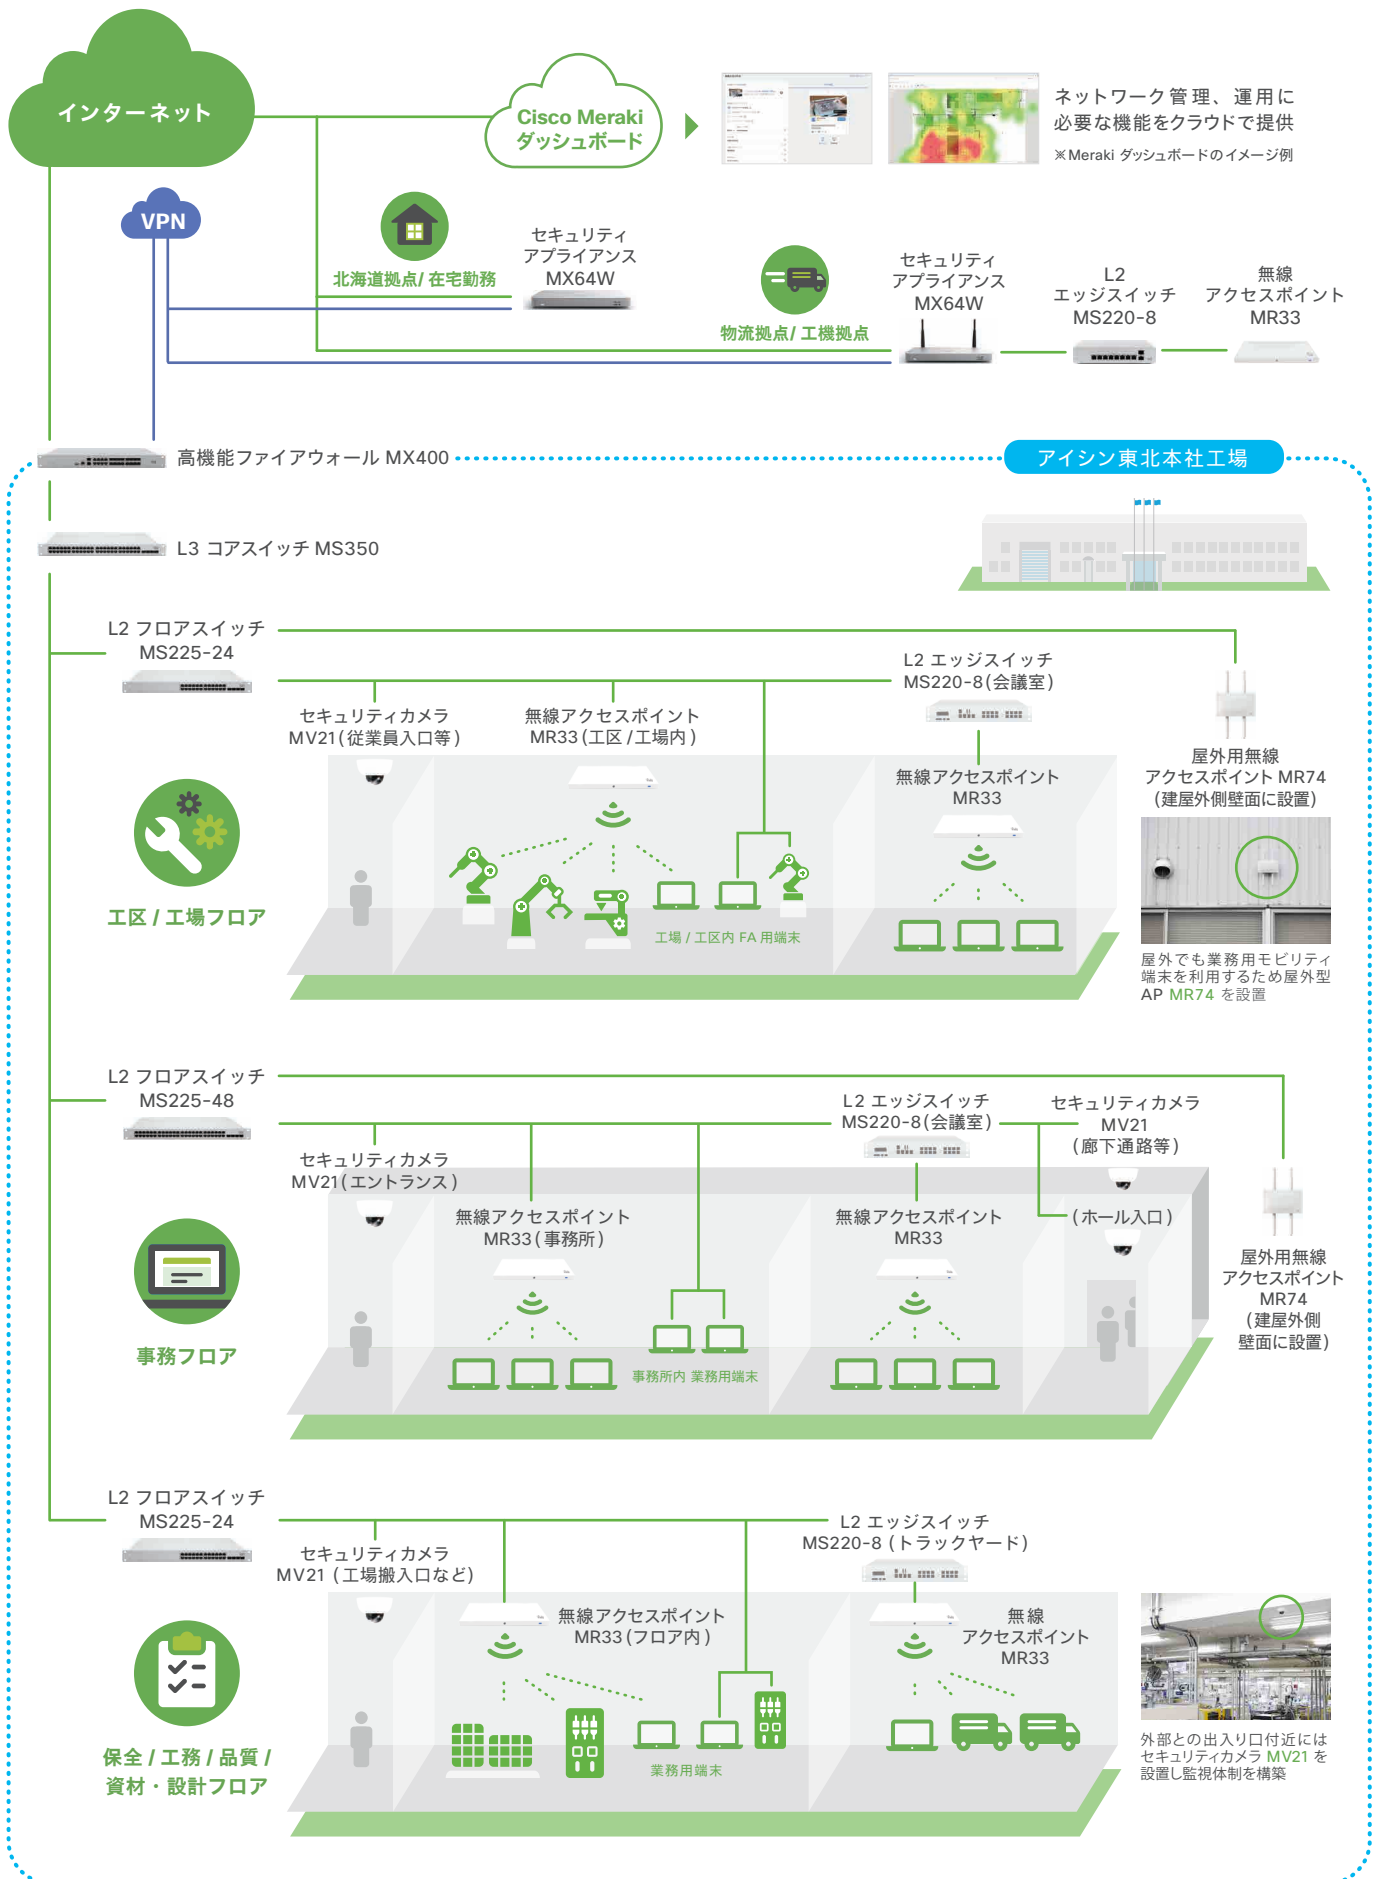 インターネット
Cisco Meraki
ダッシュボード
ネットワーク管理、運用に
必要な機能をクラウドで提供
※Meraki ダッシュボードのイメージ例
VPN
北海道拠点/ 在宅勤務
セキュリティ
アプライアンス
MX64W
物流拠点/ 工機拠点
セキュリティ
アプライアンス
MX64W
L2
エッジスイッチ
MS220-8
無線
アクセスポイント
MR33
高機能ファイアウォール MX400
アイシン東北本社工場
L3 コアスイッチ MS350
L2 フロアスイッチ
MS225-24
セキュリティカメラ
MV21(従業員入口等)
無線アクセスポイント
MR33(工区 /工場内)
L2 エッジスイッチ
MS220-8(会議室)
無線アクセスポイント
MR33
屋外用無線
アクセスポイント MR74
(建屋外側壁面に設置)
工区 / 工場フロア
工場 / 工区内 FA 用端末
屋外でも業務用モビリティ
端末を利用するため屋外型
AP MR74 を設置
L2 フロアスイッチ
MS225-48
セキュリティカメラ
MV21(エントランス)
無線アクセスポイント
MR33(事務所)
L2 エッジスイッチ
MS220-8(会議室)
無線アクセスポイント
MR33
セキュリティカメラ
MV21
(廊下通路等)
(ホール入口)
屋外用無線
アクセスポイント
MR74
(建屋外側
壁面に設置)
事務フロア
事務所内 業務用端末
L2 フロアスイッチ
MS225-24
セキュリティカメラ
MV21 (工場搬入口など)
無線アクセスポイント
MR33(フロア内)
L2 エッジスイッチ
MS220-8 (トラックヤード)
無線
アクセスポイント
MR33
保全 / 工務 / 品質 /
資材・設計フロア
業務用端末
外部との出入り口付近には
セキュリティカメラ MV21 を
設置し監視体制を構築